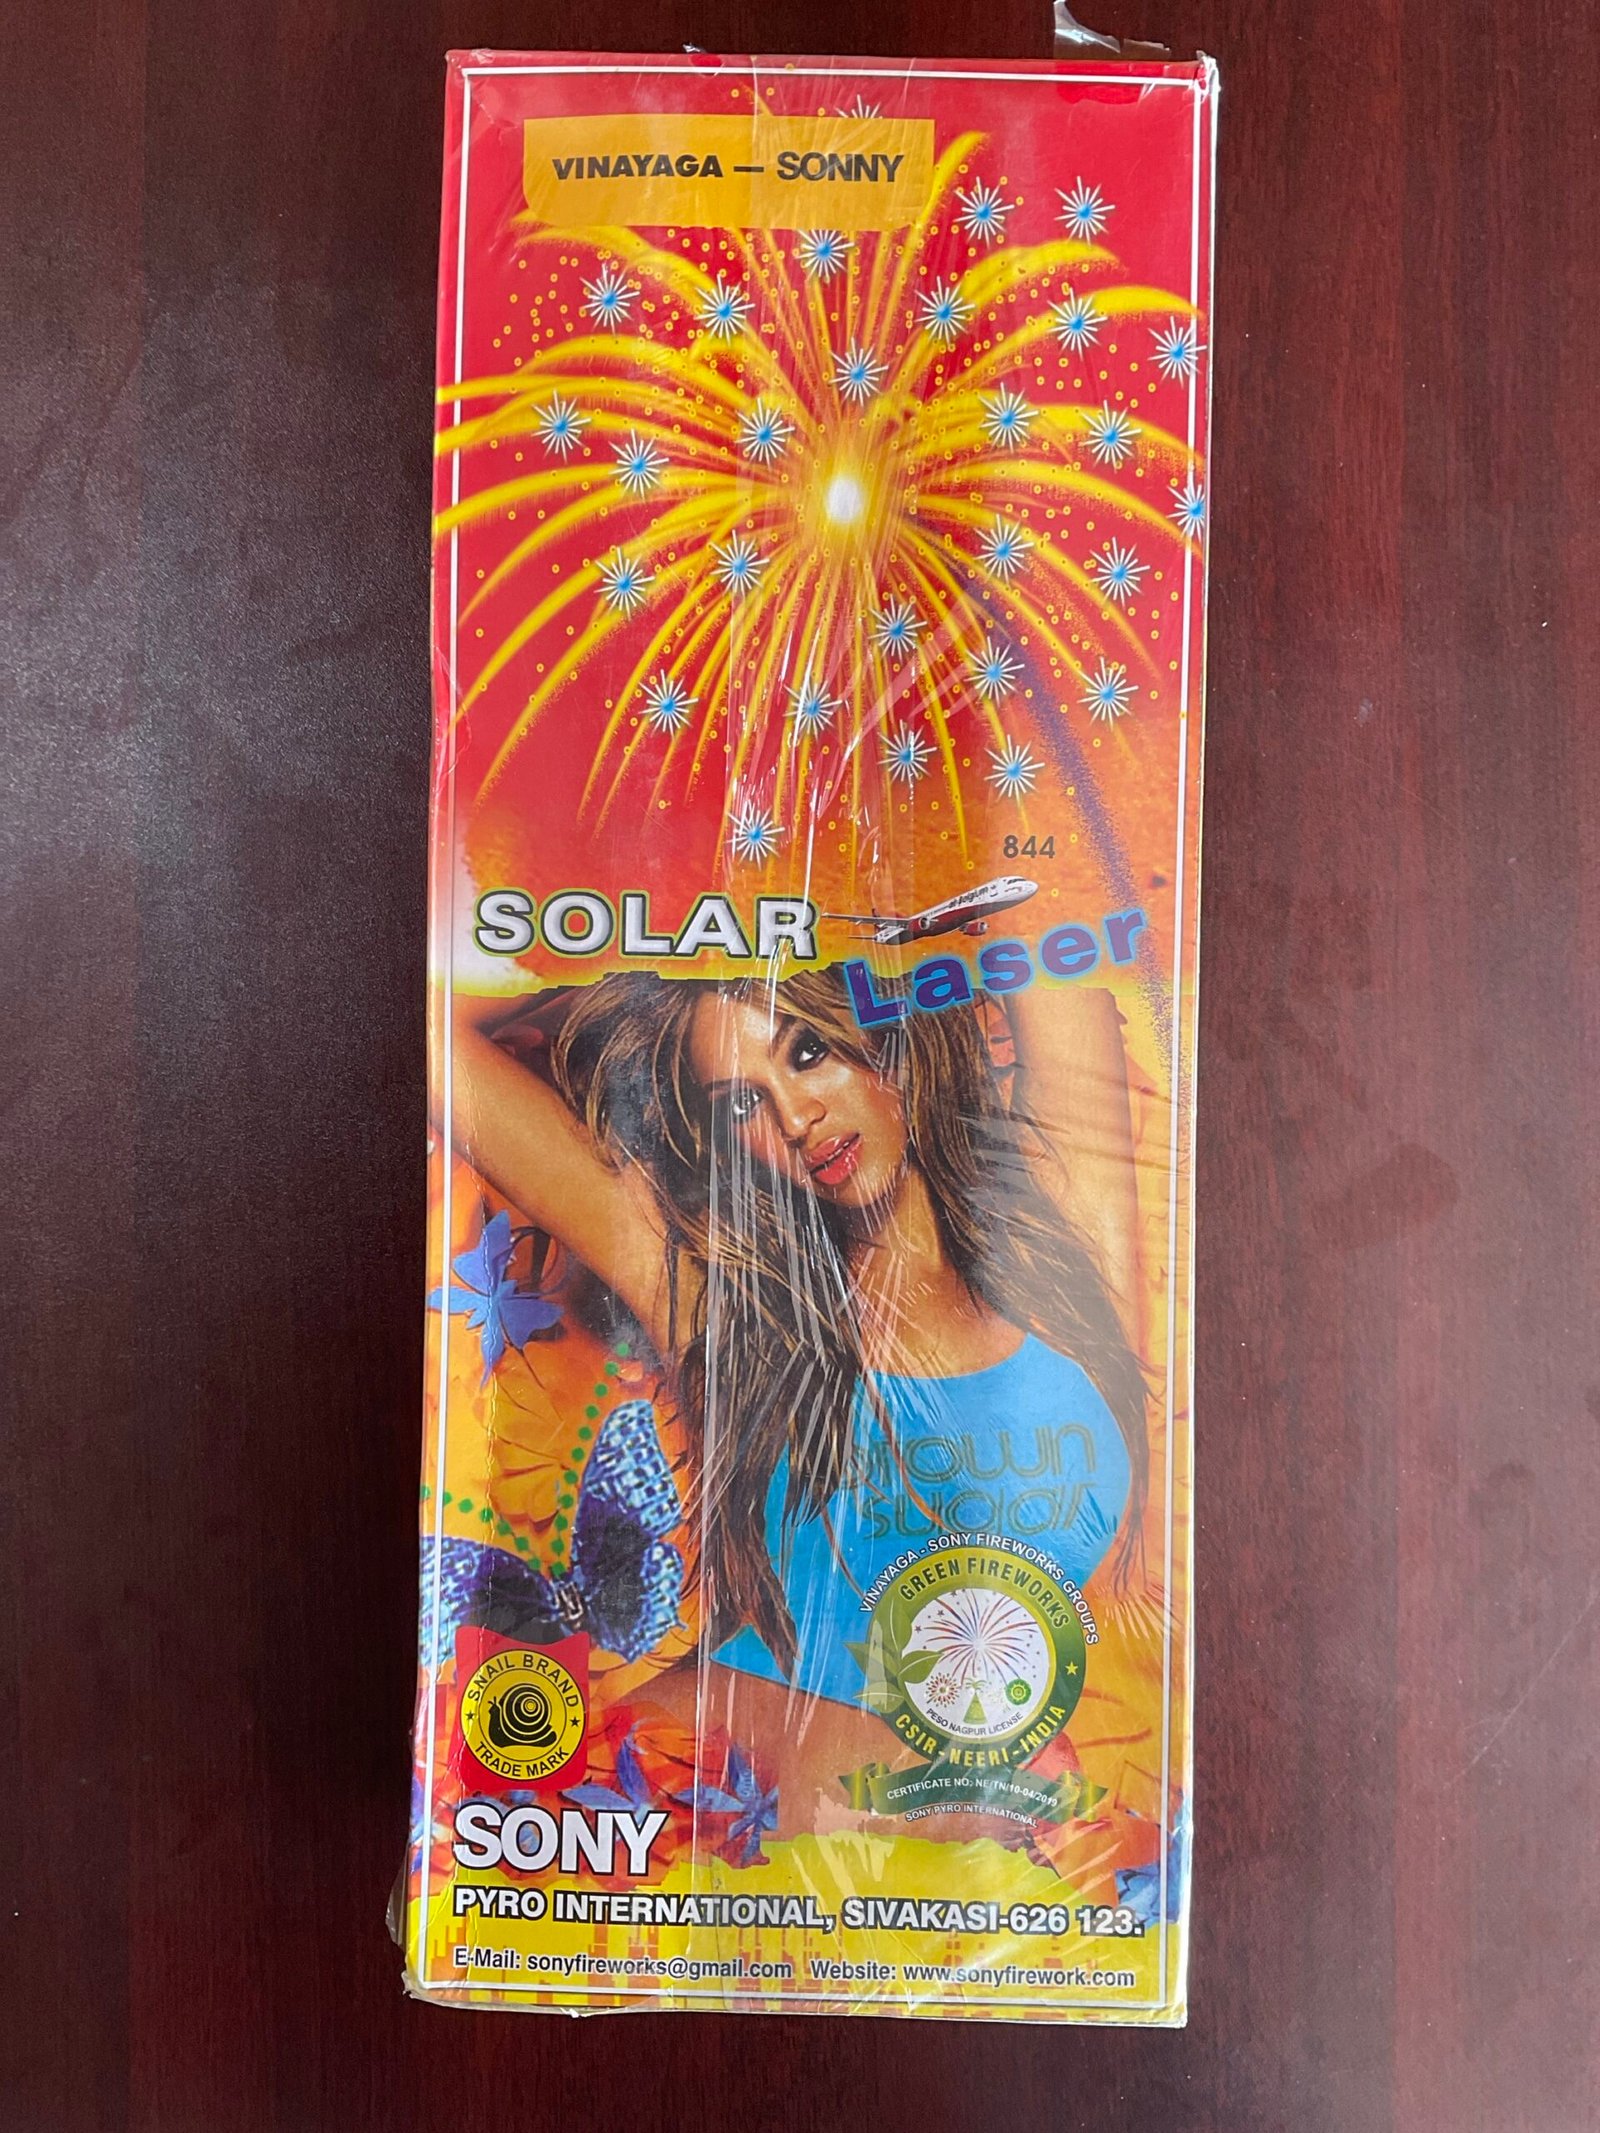 VINAYAGA — SONNY
844
SOLAR
Laser
brown
sugar
VINAYAGA - SONY FIREWORKS GROUPS
GREEN FIREWORKS
PESO NAGPUR LICENSE
CSIR - NEERI - INDIA
CERTIFICATE NO: NE/TN/10-04/2019
SONY PYRO INTERNATIONAL
SNAIL BRAND
TRADE MARK
SONY
PYRO INTERNATIONAL, SIVAKASI-626 123.
E-Mail: sonyfireworks@gmail.com Website: www.sonyfirework.com